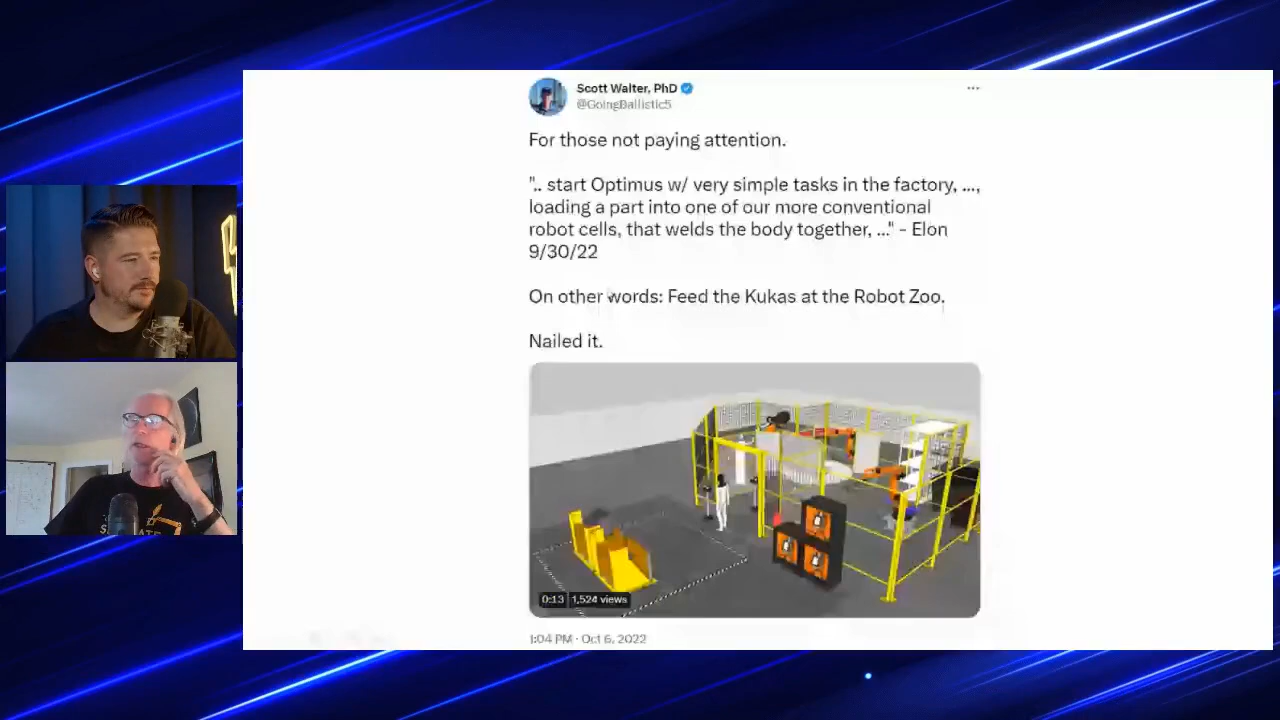 Scott Walter, PhD
@GoingBallistic5
For those not paying attention.
".. start Optimus w/ very simple tasks in the factory, ...,
loading a part into one of our more conventional
robot cells, that welds the body together, ..." - Elon
9/30/22
On other words: Feed the Kukas at the Robot Zoo.
Nailed it.
0:13 1,524 views
1:04 PM · Oct 6, 2022